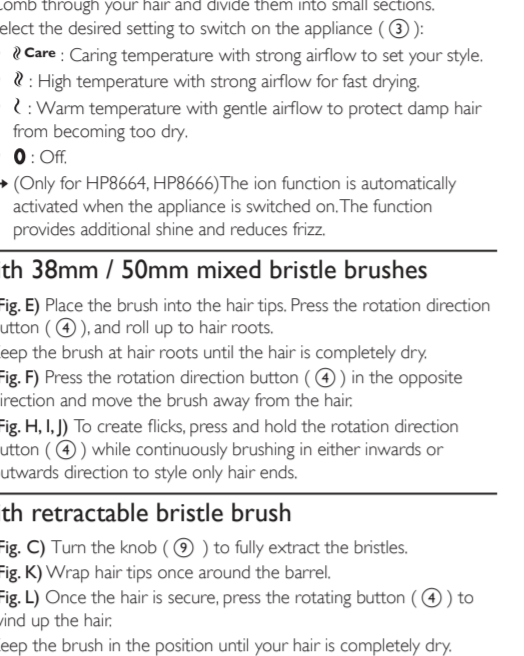 Comb through your hair and divide them into small sections.
elect the desired setting to switch on the appliance ( ③ ):
Care : Caring temperature with strong airflow to set your style.
: High temperature with strong airflow for fast drying.
: Warm temperature with gentle airflow to protect damp hair
from becoming too dry.
0 : Off.
(Only for HP8664, HP8666)The ion function is automatically
activated when the appliance is switched on.The function
provides additional shine and reduces frizz.
ith 38mm / 50mm mixed bristle brushes
Fig. E) Place the brush into the hair tips. Press the rotation direction
utton ( ④ ), and roll up to hair roots.
eep the brush at hair roots until the hair is completely dry.
Fig. F) Press the rotation direction button ( ④ ) in the opposite
irection and move the brush away from the hair.
Fig. H, I, J) To create flicks, press and hold the rotation direction
utton ( ④ ) while continuously brushing in either inwards or
utwards direction to style only hair ends.
ith retractable bristle brush
Fig. C) Turn the knob ( ⑨ ) to fully extract the bristles.
Fig. K) Wrap hair tips once around the barrel.
Fig. L) Once the hair is secure, press the rotating button ( ④ ) to
wind up the hair.
eep the brush in the position until your hair is completely dry.